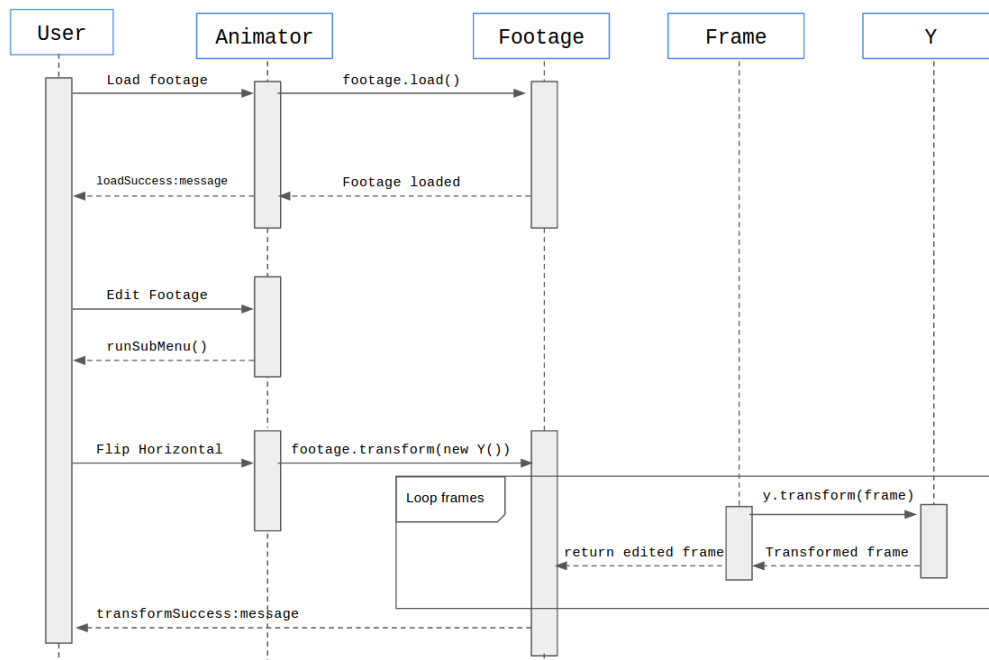 User
Animator
Footage
Frame
Y
Load footage
footage.load()
loadSuccess:message
Footage loaded
Edit Footage
runSubMenu()
Flip Horizontal
footage.transform(new Y())
Loop frames
y.transform(frame)
return edited frame
Transformed frame
transformSuccess:message